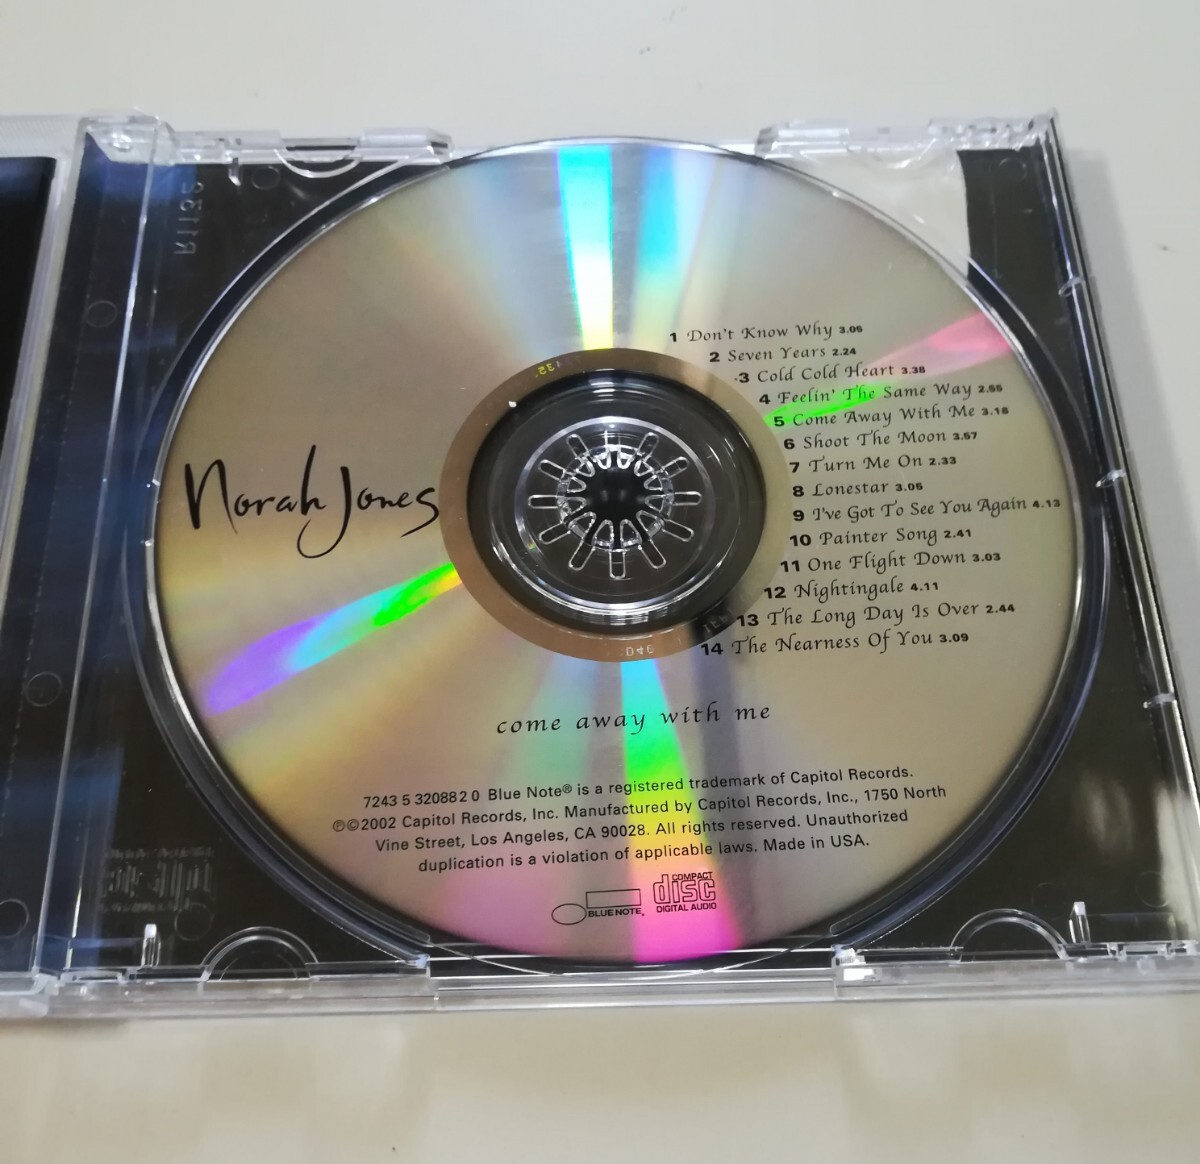 Norah Jones
1 Don't Know Why 3.05
2 Seven Years 2.24
3 Cold Cold Heart 3.38
4 Feelin' The Same Way 2.55
5 Come Away With Me 3.18
6 Shoot The Moon 3.57
7 Turn Me On 2.33
8 Lonestar 3.05
9 I've Got To See You Again 4.13
10 Painter Song 2.41
11 One Flight Down 3.03
12 Nightingale 4.11
13 The Long Day Is Over 2.44
14 The Nearness Of You 3.09
come away with me
7243 5 32088 2 0 Blue Note® is a registered trademark of Capitol Records.
℗©2002 Capitol Records, Inc. Manufactured by Capitol Records, Inc., 1750 North
Vine Street, Los Angeles, CA 90028. All rights reserved. Unauthorized
duplication is a violation of applicable laws. Made in USA.
BLUE NOTE
COMPACT
disc
DIGITAL AUDIO